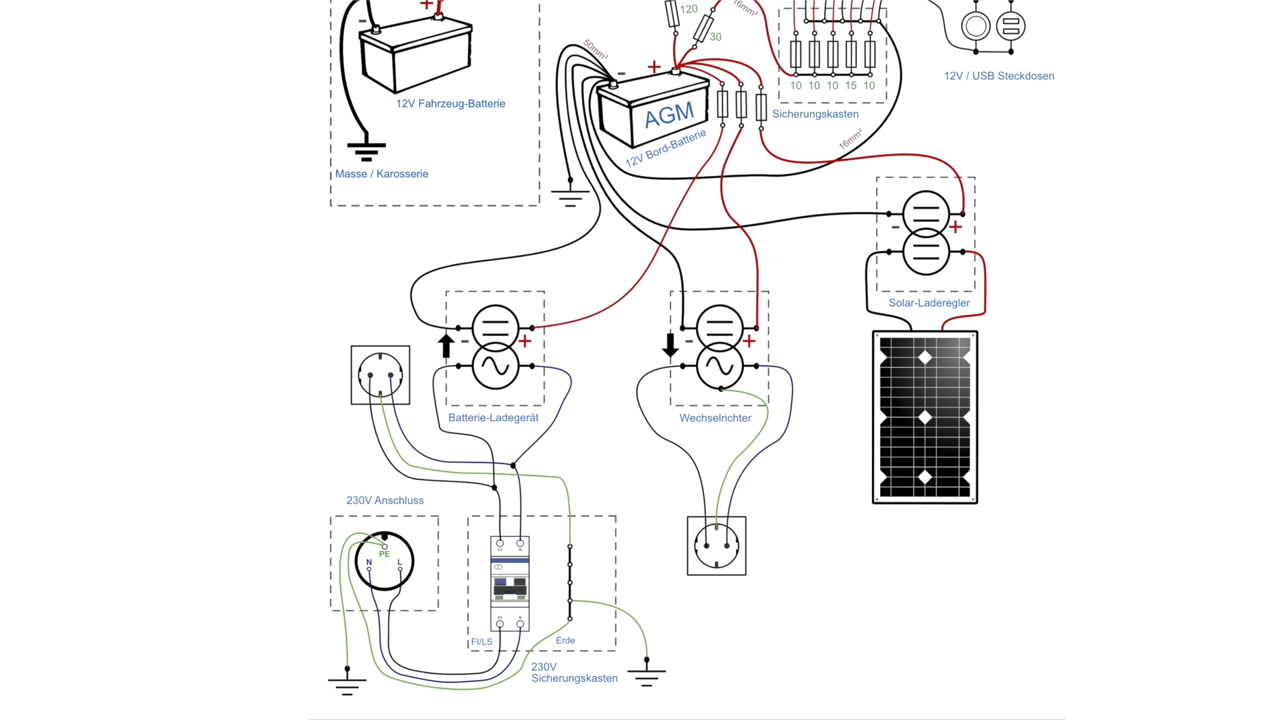 +
-
12V Fahrzeug-Batterie
Masse / Karosserie
120
16mm²
30
50mm²
-
+
AGM
12V Bord-Batterie
10
10
10
15
10
Sicherungskasten
16mm²
12V / USB Steckdosen
-
+
Solar-Laderegler
-
+
Batterie-Ladegerät
-
+
Wechselrichter
230V Anschluss
PE
N
L
FI/LS
Erde
230V
Sicherungskasten